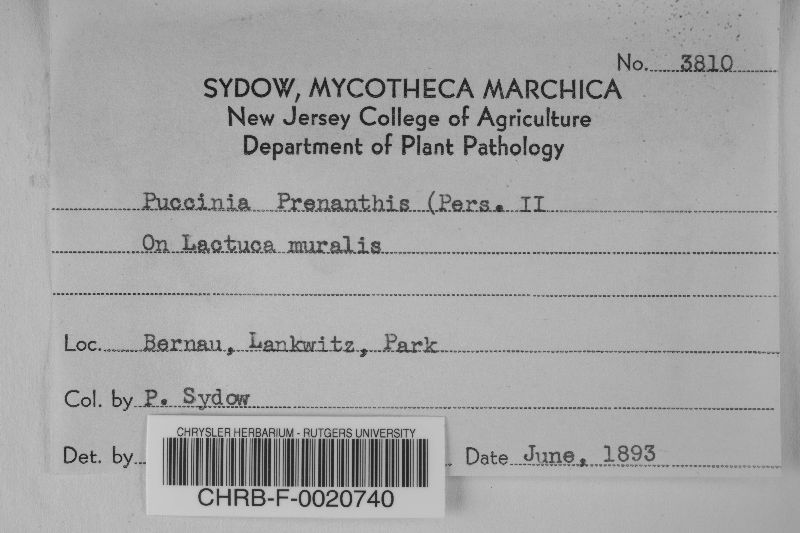 No. 3810
SYDOW, MYCOTHECA MARCHICA
New Jersey College of Agriculture
Department of Plant Pathology
Puccinia Prenanthis (Pers. II
On Lactuca muralis
Loc. Bernau, Lankwitz, Park
Col. by P. Sydow
Det. by
Date June, 1893
CHRYSLER HERBARIUM - RUTGERS UNIVERSITY
CHRB-F-0020740